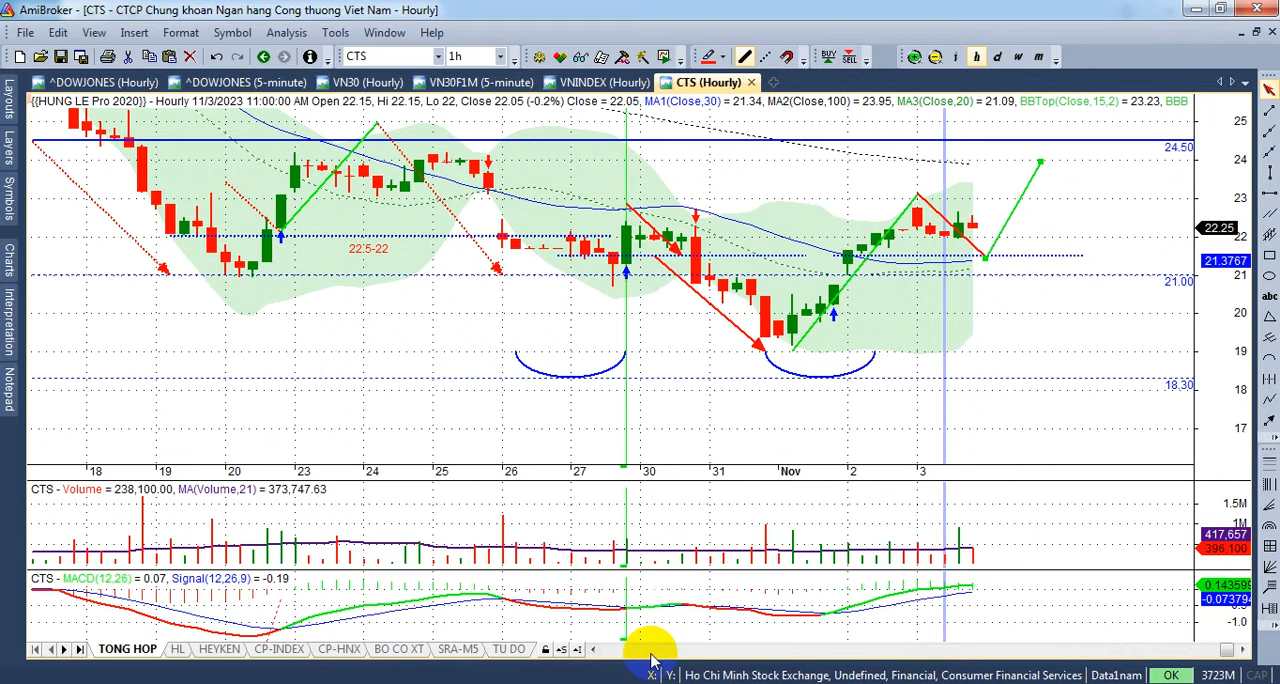 AmiBroker - [CTS - CTCP Chung khoan Ngan hang Cong thuong Viet Nam - Hourly]
File Edit View Insert Format Symbol Analysis Tools Window Help
CTS 1h BUY SELL i h d w m
^DOWJONES (Hourly) ^DOWJONES (5-minute) VN30 (Hourly) VN30F1M (5-minute) VNINDEX (Hourly) CTS (Hourly)
{{HUNG LE Pro 2020}} - Hourly 11/3/2023 11:00:00 AM Open 22.15, Hi 22.15, Lo 22, Close 22.05 (-0.2%) Close = 22.05, MA1(Close,30) = 21.34, MA2(Close,100) = 23.95, MA3(Close,20) = 21.09, BBTop(Close,15,2) = 23.23, BBB
Layouts
Layers
Symbols
Charts
Interpretation
Notepad
abc
25
24.50
24
23
22.25
22
22.5-22
21.3767
21.00
21
20
19
18.30
18
17
18 19 20 23 24 25 26 27 30 31 Nov 2 3
CTS - Volume = 238,100.00, MA(Volume,21) = 373,747.63
1.5M
1M
417,657
396,100
CTS - MACD(12,26) = 0.07, Signal(12,26,9) = -0.19
0.143599
-0.073794
-1.0
TONG HOP HL HEYKEN CP-INDEX CP-HNX BO CO XT SRA-M5 TU DO
X: Y: Ho Chi Minh Stock Exchange, Undefined, Financial, Consumer Financial Services Data1nam OK 3723M CAP